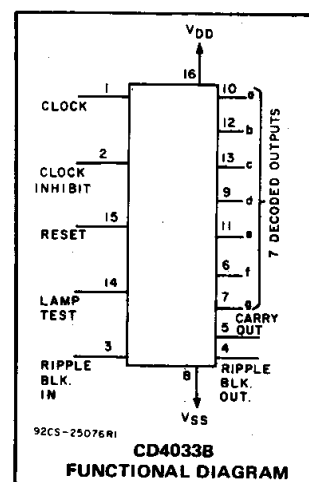 VDD
16
1
CLOCK
2
CLOCK
INHIBIT
15
RESET
14
LAMP
TEST
3
RIPPLE
BLK.
IN
10 a
12 b
13 c
9 d
11 e
6 f
7 g
7 DECODED OUTPUTS
CARRY
OUT
5
4
RIPPLE
BLK.
OUT.
8
VSS
92CS-25076R1
CD4033B
FUNCTIONAL DIAGRAM